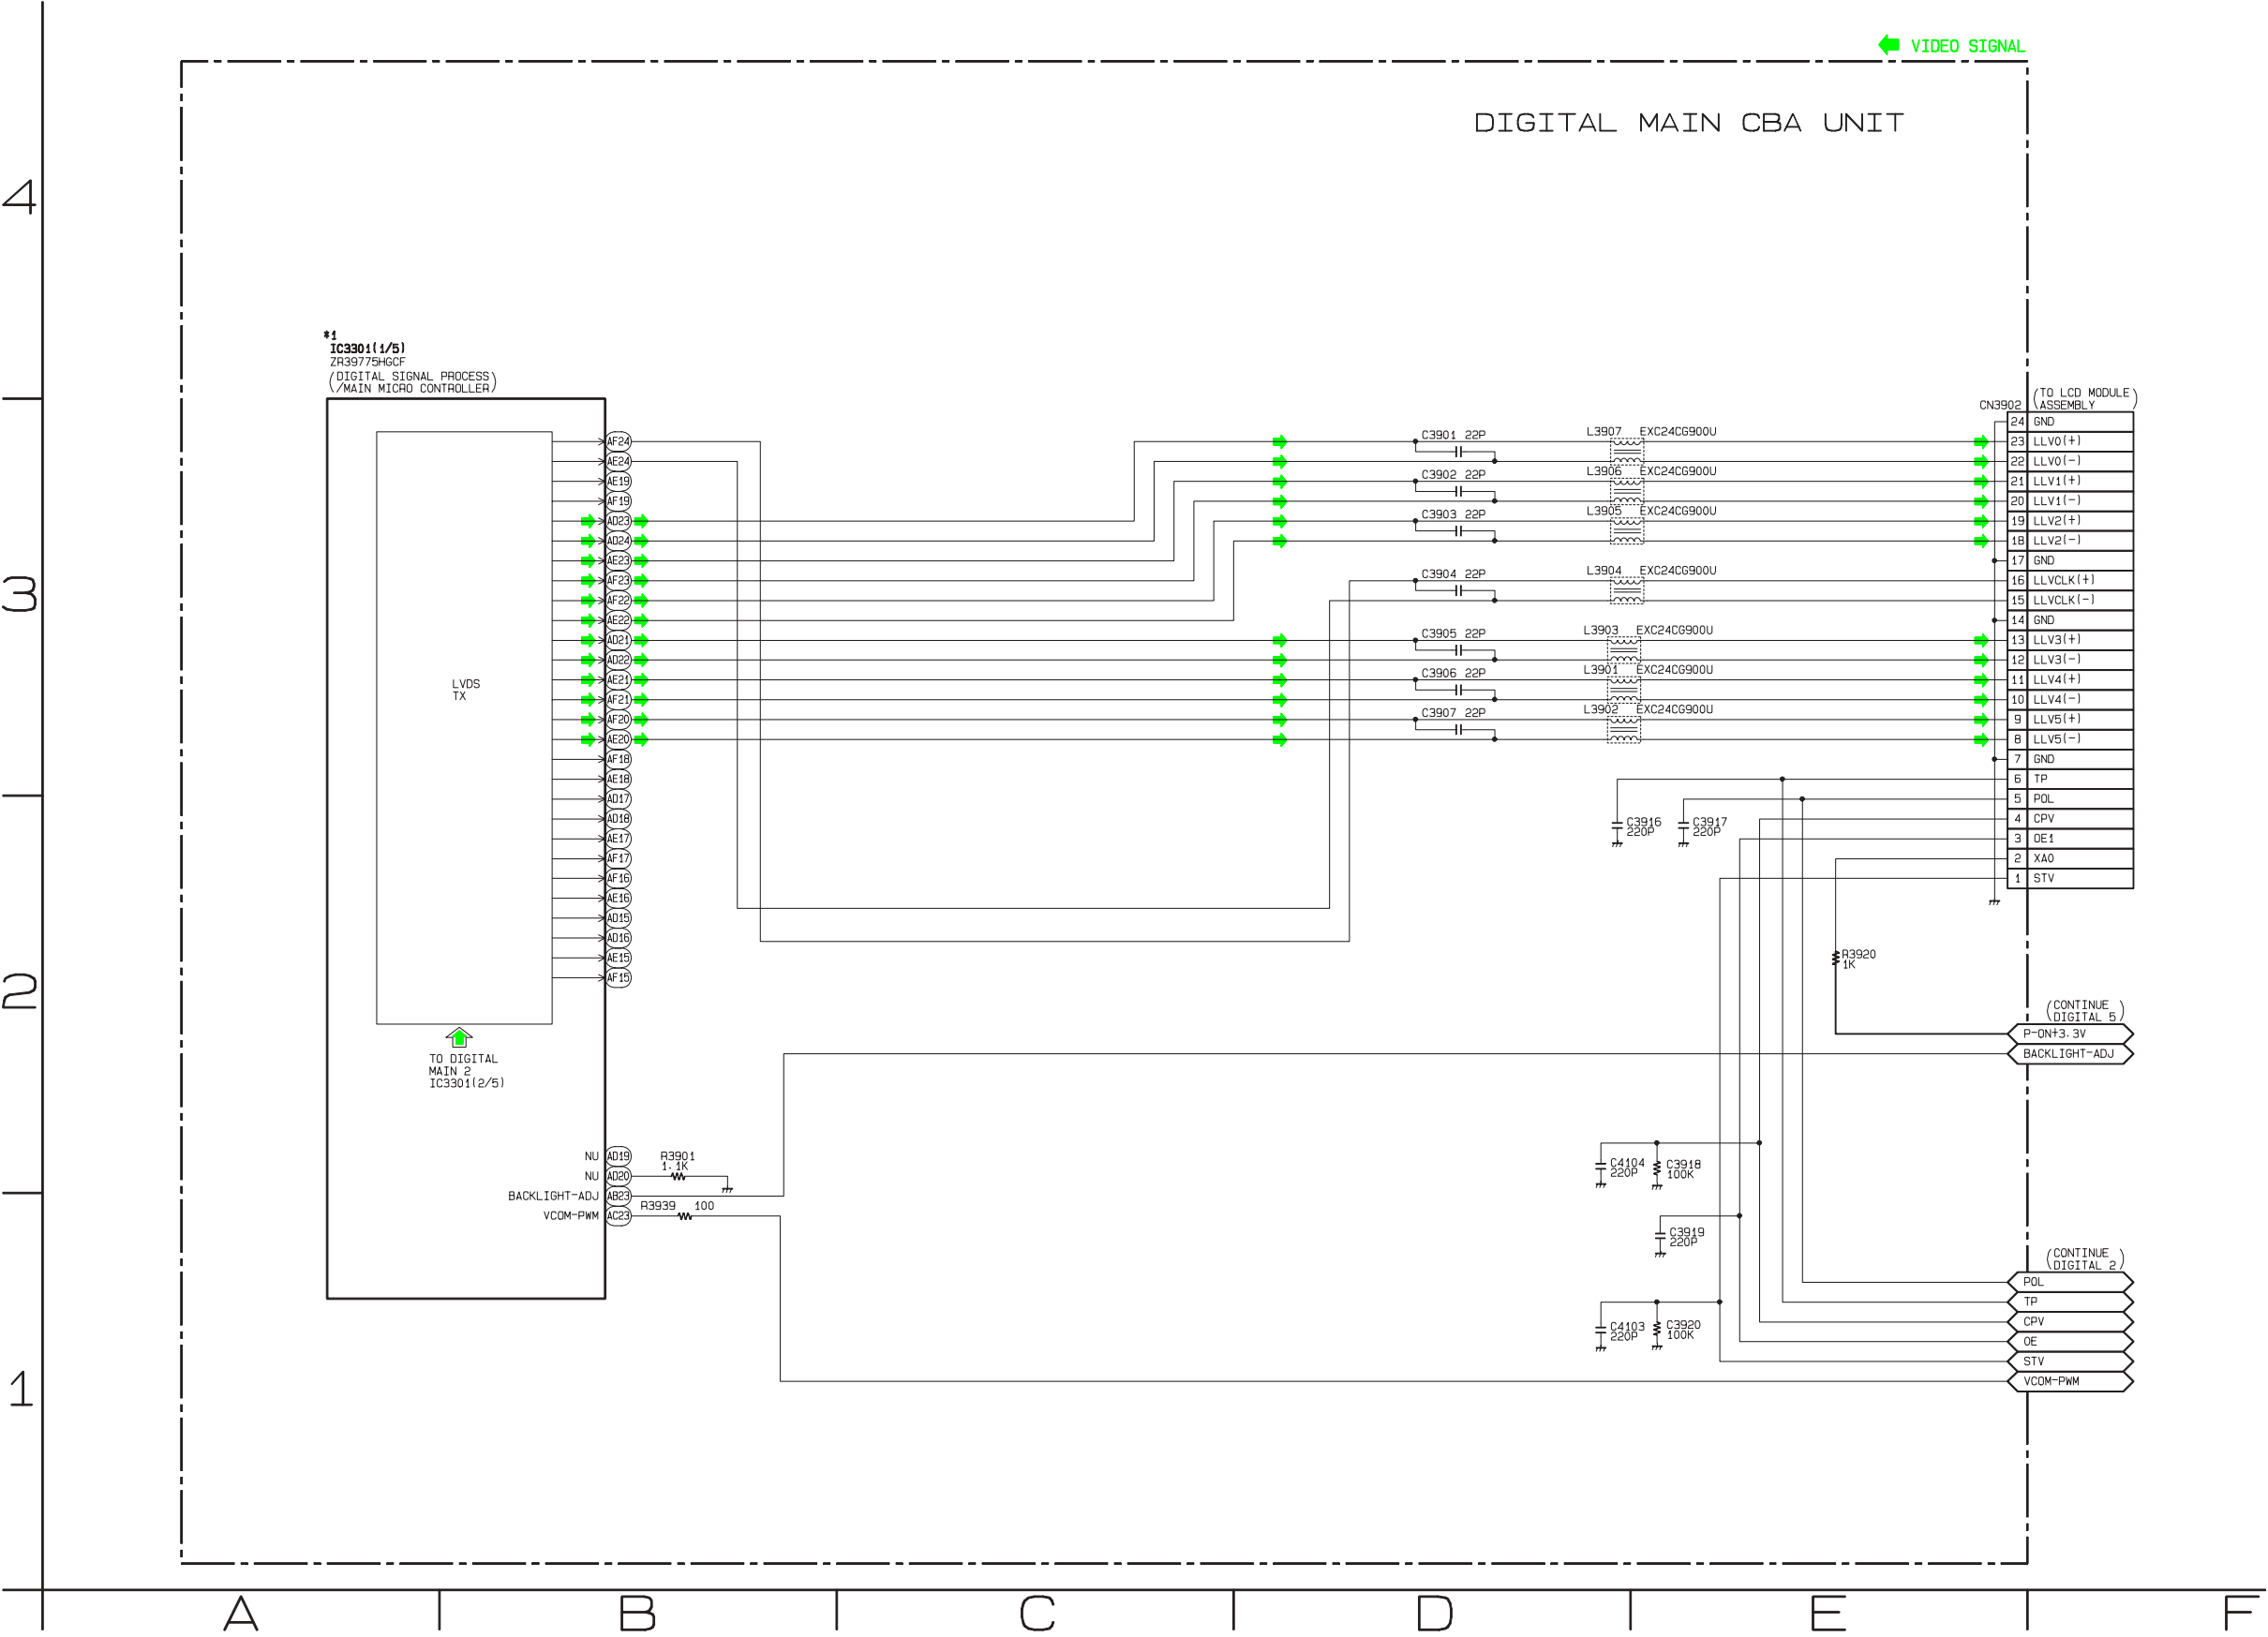 VIDEO SIGNAL
DIGITAL MAIN CBA UNIT
4
3
2
1
*1
IC3301(1/5)
ZR39775HGCF
(DIGITAL SIGNAL PROCESS)
(/MAIN MICRO CONTROLLER)
LVDS
TX
AF24
AE24
AE19
AF19
AD23
AD24
AE23
AF23
AF22
AE22
AD21
AD22
AE21
AF21
AF20
AE20
AF18
AE18
AD17
AD18
AE17
AF17
AF16
AE16
AD15
AD16
AE15
AF15
TO DIGITAL
MAIN 2
IC3301(2/5)
NU AD19
NU AD20
BACKLIGHT-ADJ AB23
VCOM-PWM AC23
R3901
1.1K
R3939 100
C3901 22P
L3907 EXC24CG900U
C3902 22P
L3906 EXC24CG900U
C3903 22P
L3905 EXC24CG900U
C3904 22P
L3904 EXC24CG900U
C3905 22P
L3903 EXC24CG900U
C3906 22P
L3901 EXC24CG900U
C3907 22P
L3902 EXC24CG900U
C3916
220P
C3917
220P
CN3902
(TO LCD MODULE)
(ASSEMBLY)
24 GND
23 LLV0(+)
22 LLV0(-)
21 LLV1(+)
20 LLV1(-)
19 LLV2(+)
18 LLV2(-)
17 GND
16 LLVCLK(+)
15 LLVCLK(-)
14 GND
13 LLV3(+)
12 LLV3(-)
11 LLV4(+)
10 LLV4(-)
9 LLV5(+)
8 LLV5(-)
7 GND
6 TP
5 POL
4 CPV
3 OE1
2 XAO
1 STV
R3920
1K
(CONTINUE)
(DIGITAL 5)
P-ON+3.3V
BACKLIGHT-ADJ
C4104
220P
C3918
100K
C3919
220P
C4103
220P
C3920
100K
(CONTINUE)
(DIGITAL 2)
POL
TP
CPV
OE
STV
VCOM-PWM
A B C D E F